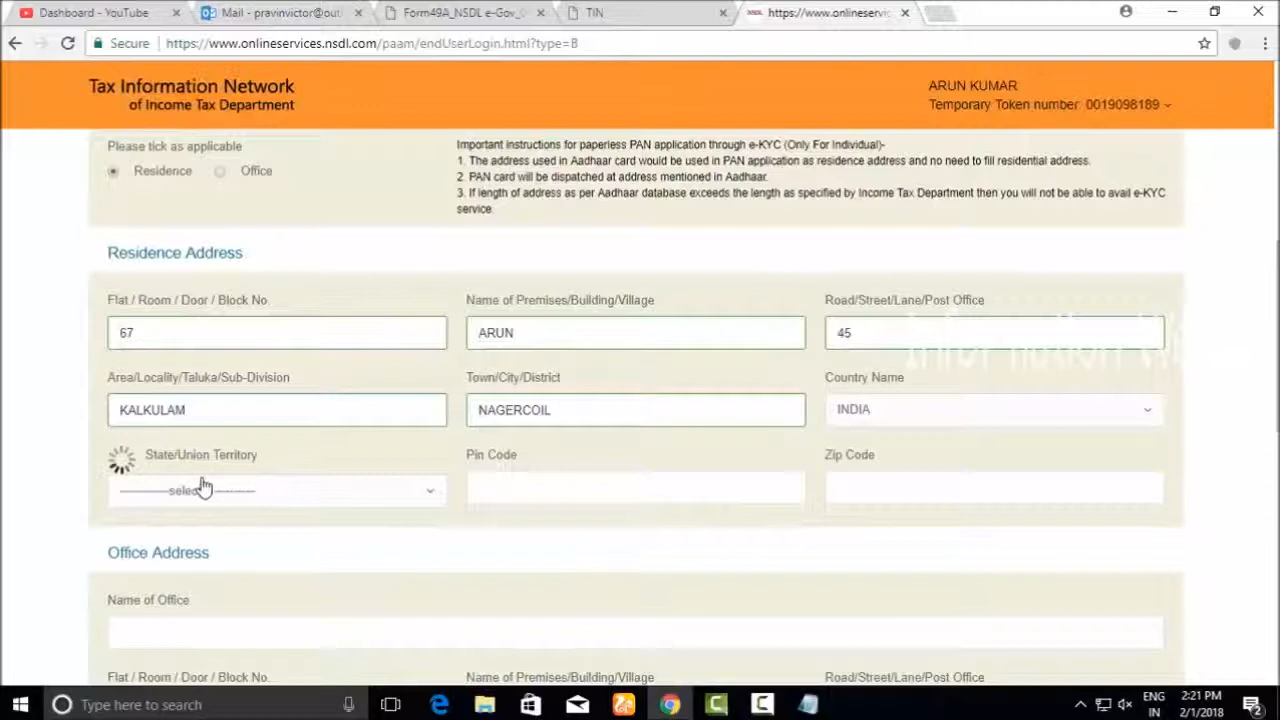 Dashboard - YouTube
Mail - pravinvictor@out
Form49A_NSDL e-Gov_
TIN
https://www.onlineservic
Secure
https://www.onlineservices.nsdl.com/paam/endUserLogin.html?type=B
Tax Information Network
of Income Tax Department
ARUN KUMAR
Temporary Token number 0019098189
Please tick as applicable
Residence Office
Important instructions for paperless PAN application through e-KYC (Only For Individual)-
1. The address used in Aadhaar card would be used in PAN application as residence address and no need to fill residential address.
2. PAN card will be dispatched at address mentioned in Aadhaar.
3. If length of address as per Aadhaar database exceeds the length as specified by Income Tax Department then you will not be able to avail e-KYC
service.
Residence Address
Flat / Room / Door / Block No.
Name of Premises/Building/Village
Road/Street/Lane/Post Office
67
ARUN
45
Area/Locality/Taluka/Sub-Division
Town/City/District
Country Name
KALKULAM
NAGERCOIL
INDIA
State/Union Territory
Pin Code
Zip Code
Office Address
Name of Office
Flat / Room / Door / Block No.
Name of Premises/Building/Village
Road/Street/Lane/Post Office
Type here to search
ENG
IN
2:21 PM
2/1/2018
2